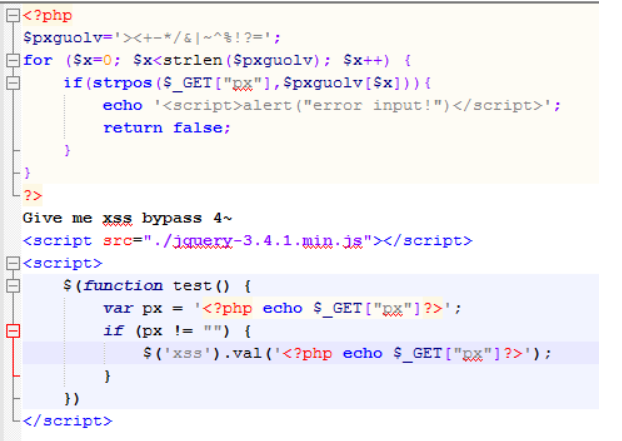 <?php
$pxguolv='><+-*/&|~^%!?=';
for ($x=0; $x<strlen($pxguolv); $x++) {
if(strpos($_GET["px"],$pxguolv[$x])){
echo '<script>alert("error input!")</script>';
return false;
}
}
?>
Give me xss bypass 4~
<script src="./jquery-3.4.1.min.js"></script>
<script>
$(function test() {
var px = '<?php echo $_GET["px"]?>';
if (px != "") {
$('xss').val('<?php echo $_GET["px"]?>');
}
})
</script>